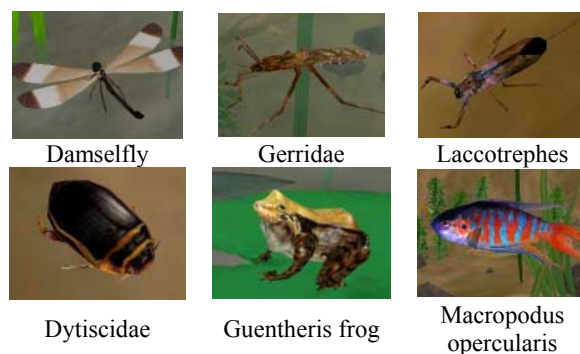 Damselfly
Gerridae
Laccotrephes
Dytiscidae
Guentheris frog
Macropodus
opercularis